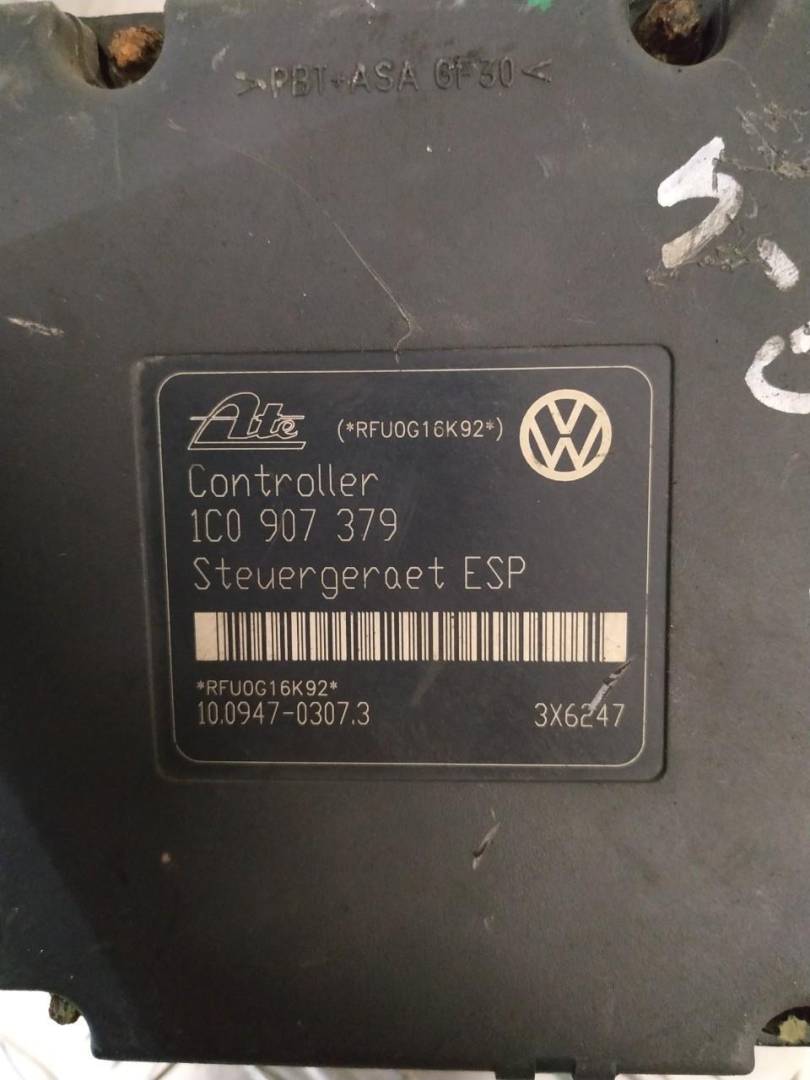 >PBT+ASA GF30<
Ate (*RFU0G16K92*)
Controller
1C0 907 379
Steuergeraet ESP
*RFU0G16K92*
10.0947-0307.3 3X6247